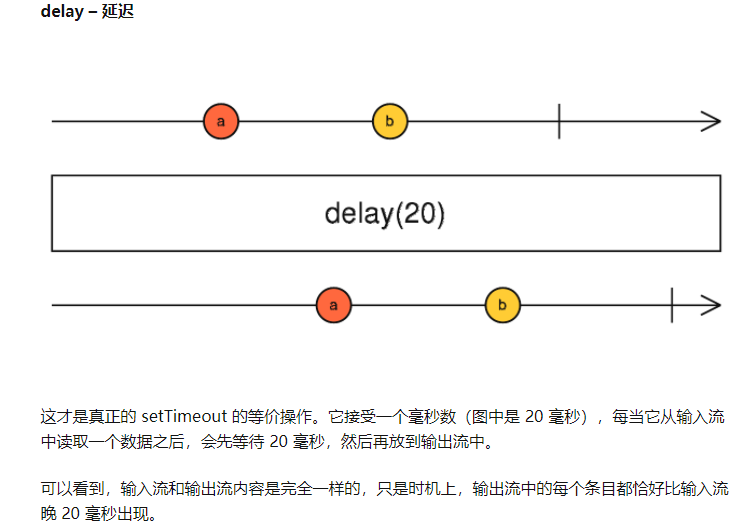 delay – 延迟
a
b
delay(20)
a
b
这才是真正的 setTimeout 的等价操作。它接受一个毫秒数（图中是 20 毫秒），每当它从输入流
中读取一个数据之后，会先等待 20 毫秒，然后再放到输出流中。
可以看到，输入流和输出流内容是完全一样的，只是时机上，输出流中的每个条目都恰好比输入流
晚 20 毫秒出现。